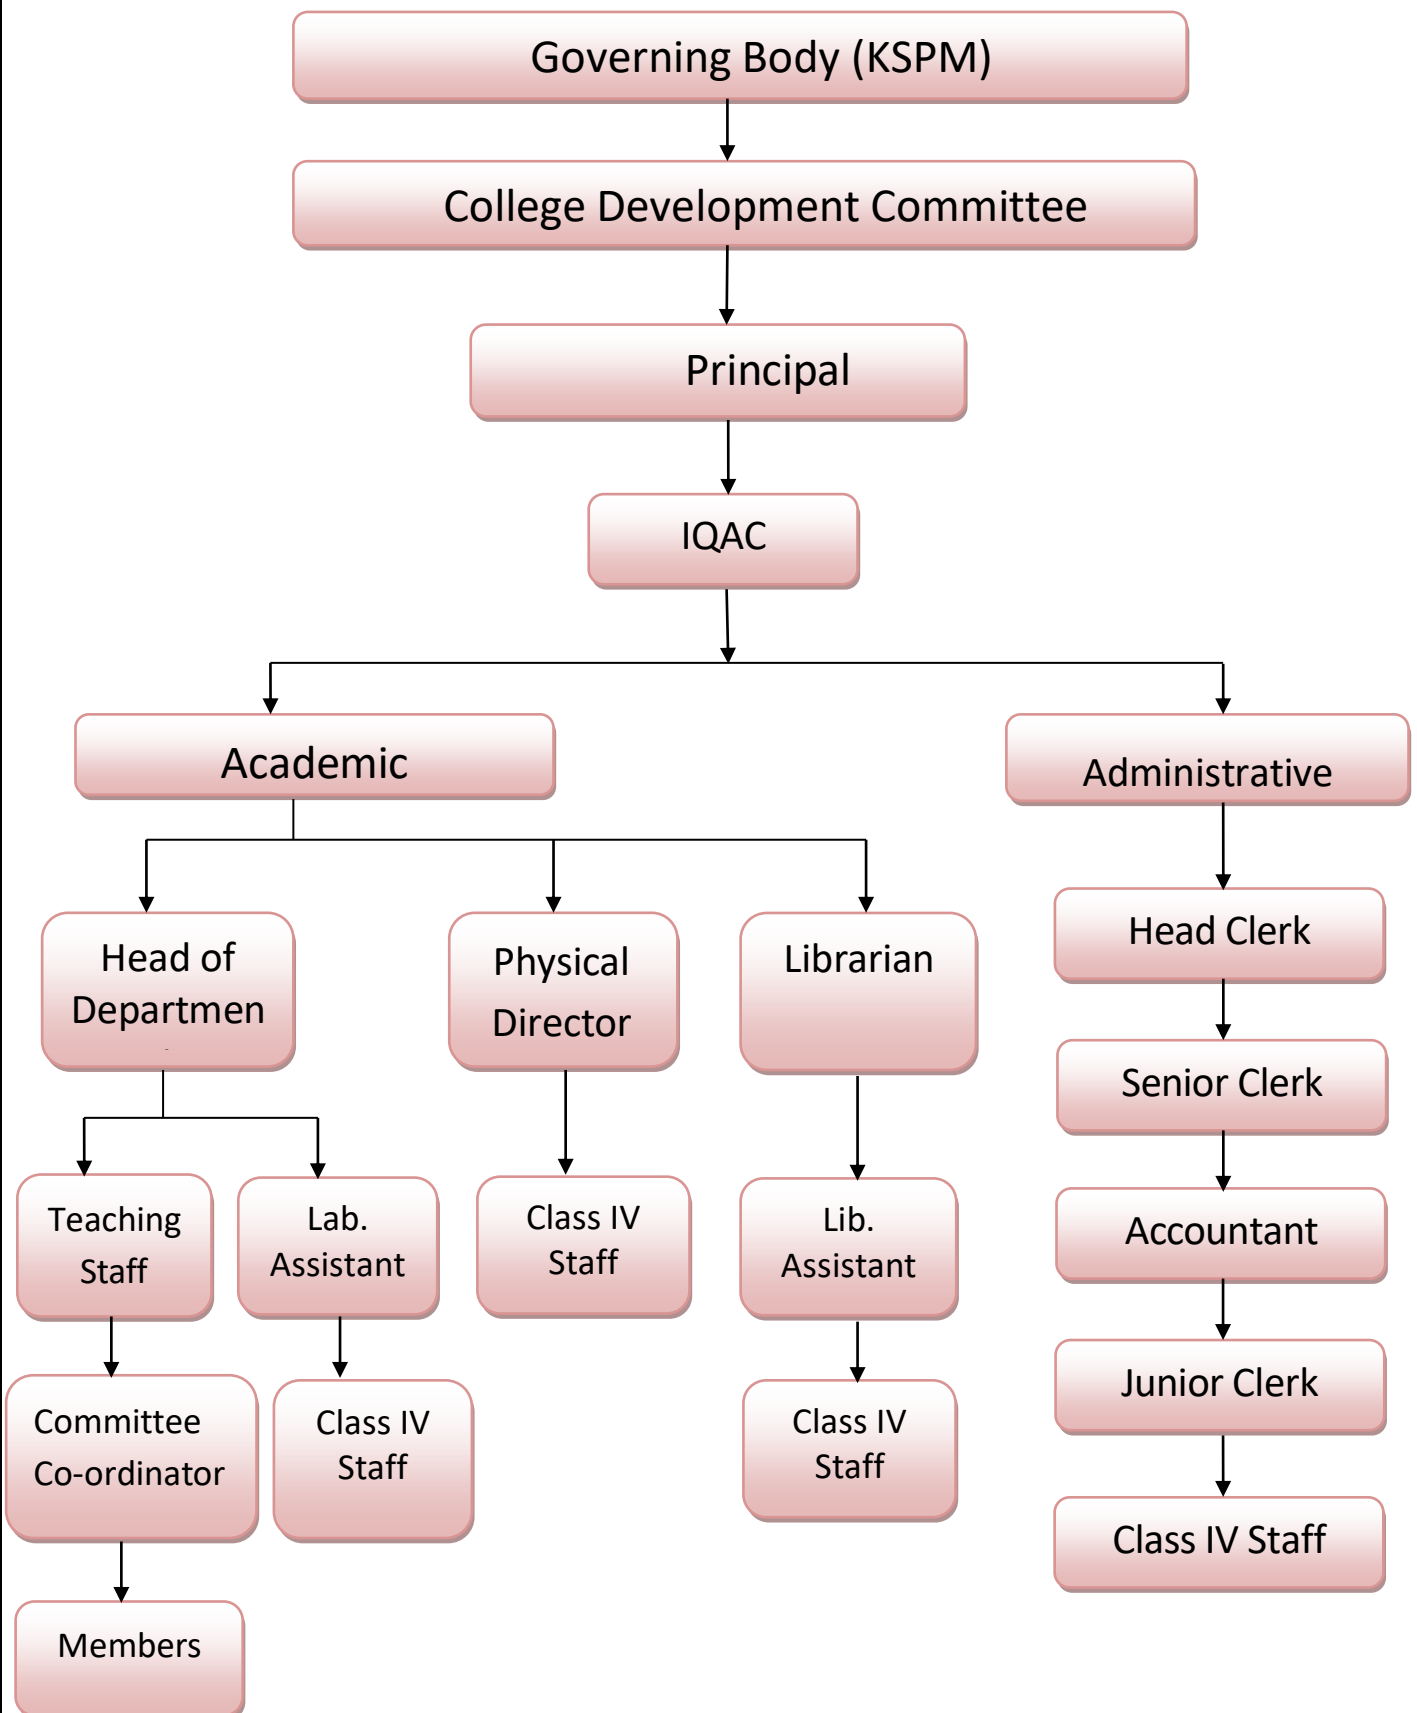 Governing Body (KSPM)
College Development Committee
Principal
IQAC
Academic
Administrative
Head of
Departmen
Physical
Director
Librarian
Head Clerk
Senior Clerk
Teaching
Staff
Lab.
Assistant
Class IV
Staff
Lib.
Assistant
Accountant
Committee
Co-ordinator
Class IV
Staff
Class IV
Staff
Junior Clerk
Class IV Staff
Members